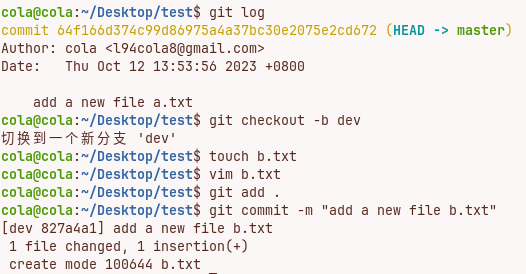 cola@cola:~/Desktop/test$ git log
commit 64f166d374c99d86975a4a37bc30e2075e2cd672 (HEAD -> master)
Author: cola <l94cola8@gmail.com>
Date:   Thu Oct 12 13:53:56 2023 +0800
    add a new file a.txt
cola@cola:~/Desktop/test$ git checkout -b dev
切换到一个新分支 'dev'
cola@cola:~/Desktop/test$ touch b.txt
cola@cola:~/Desktop/test$ vim b.txt
cola@cola:~/Desktop/test$ git add .
cola@cola:~/Desktop/test$ git commit -m "add a new file b.txt"
[dev 827a4a1] add a new file b.txt
 1 file changed, 1 insertion(+)
 create mode 100644 b.txt